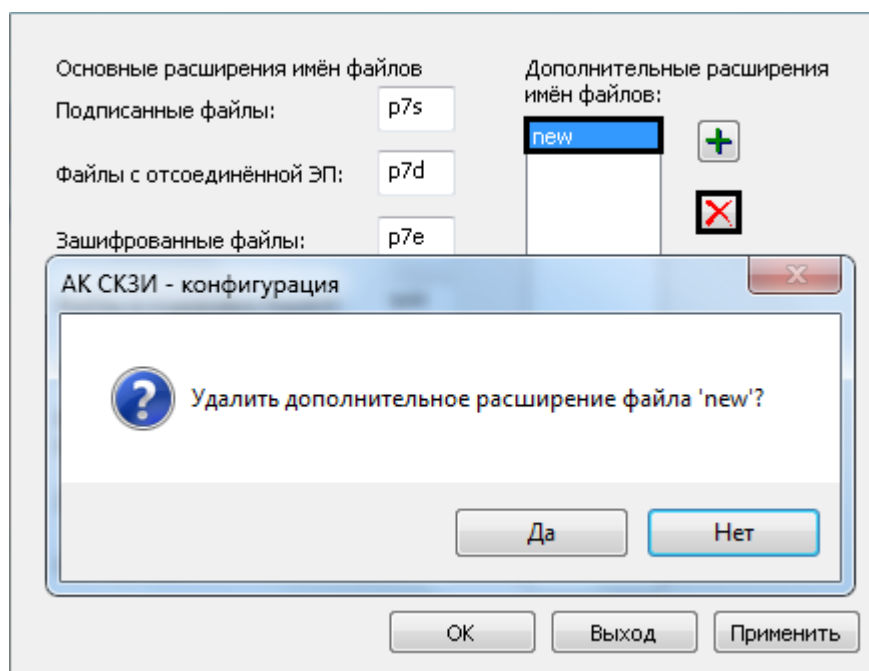 Основные расширения имён файлов
Подписанные файлы:
p7s
Файлы с отсоединённой ЭП:
p7d
Зашифрованные файлы:
p7e
Дополнительные расширения
имён файлов:
new
АК СКЗИ - конфигурация
Удалить дополнительное расширение файла 'new'?
Да
Нет
OK
Выход
Применить